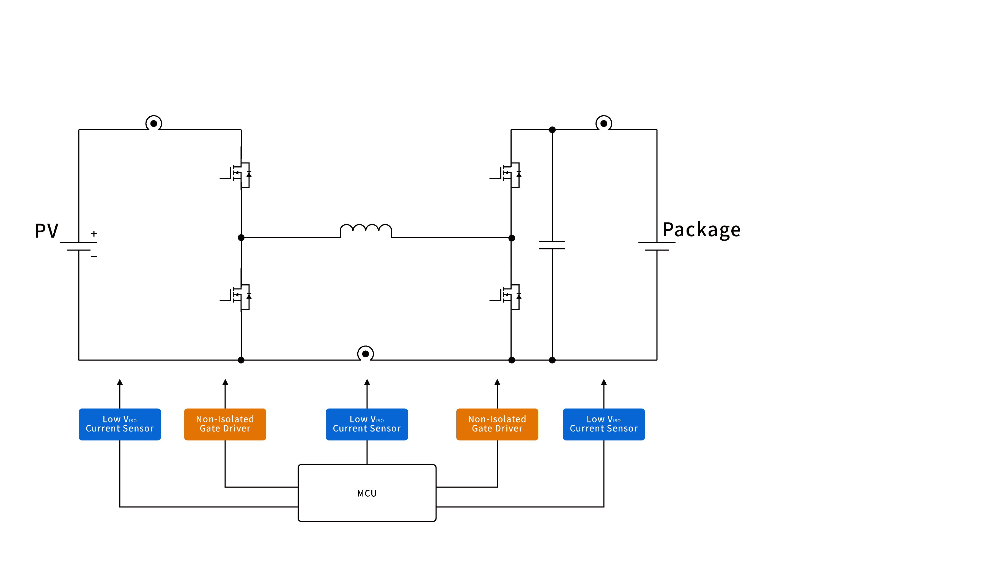 PV
+
−
Package
Low VISO
Current Sensor
Non-Isolated
Gate Driver
Low VISO
Current Sensor
Non-Isolated
Gate Driver
Low VISO
Current Sensor
MCU